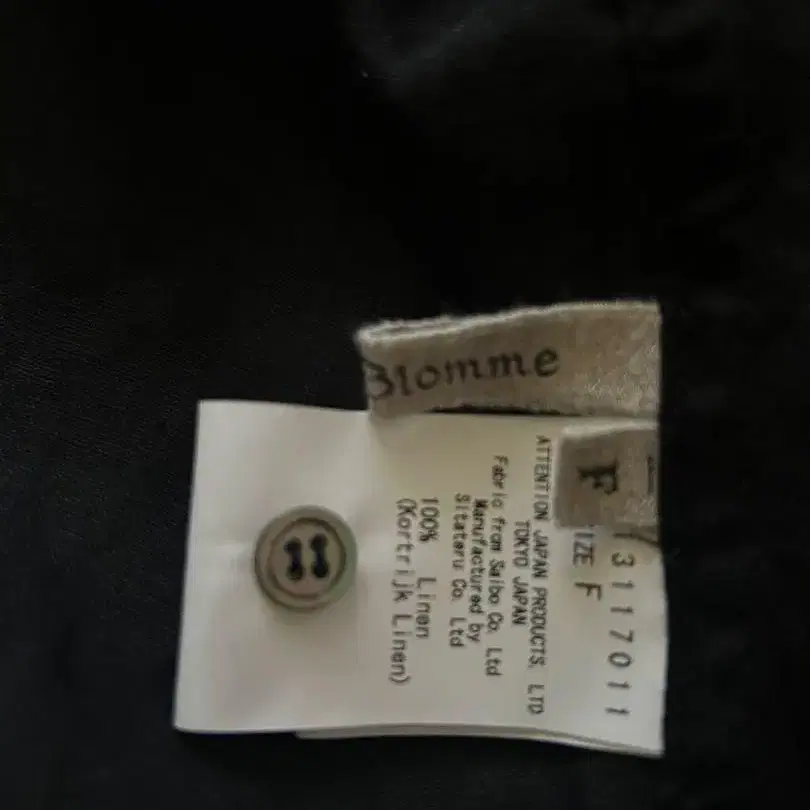 Blomme
F
3117011
SIZE F
ATTENTION JAPAN PRODUCTS. LTD
TOKYO JAPAN
Fabric from Saibo Co. Ltd
Manufactured by
Sitateru Co. Ltd
100% Linen
(Kortrijk Linen)